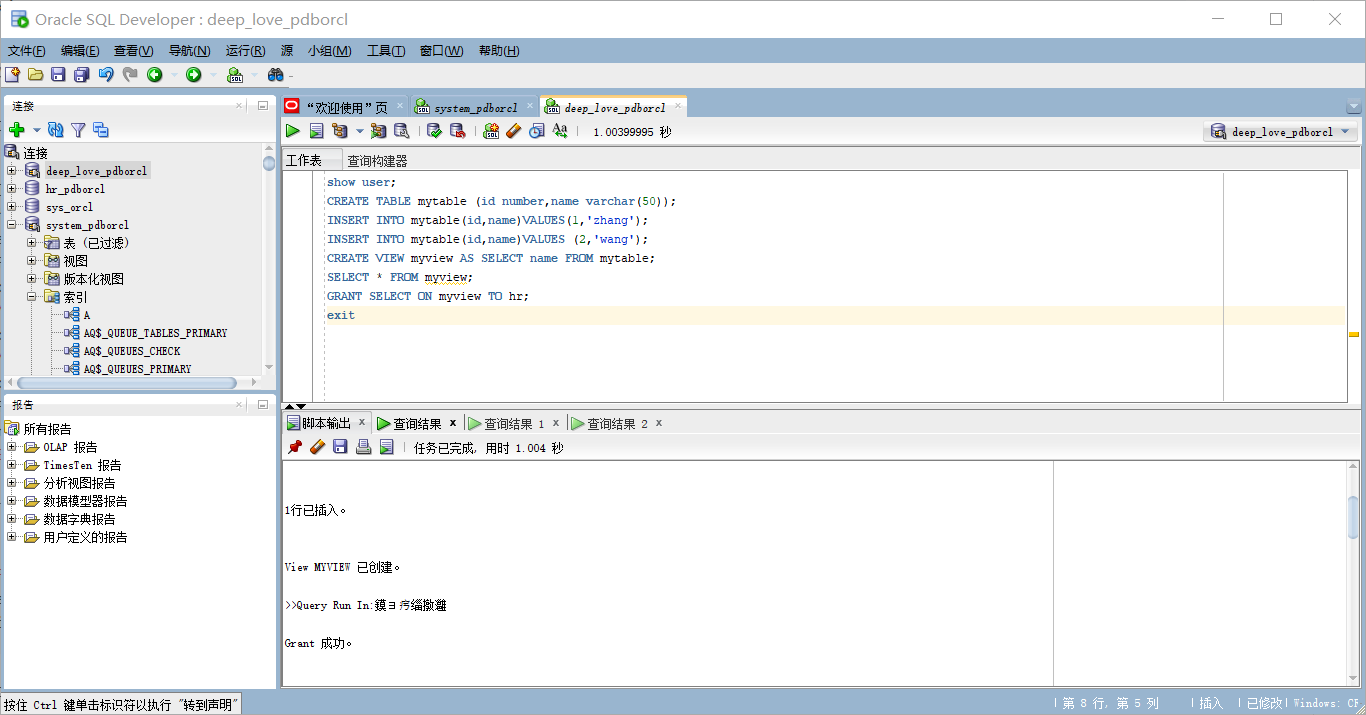 Oracle SQL Developer : deep_love_pdborcl
文件(F) 编辑(E) 查看(V) 导航(N) 运行(R) 源 小组(M) 工具(T) 窗口(W) 帮助(H)
连接
连接
deep_love_pdborcl
hr_pdborcl
sys_orcl
system_pdborcl
表（已过滤）
视图
版本化视图
索引
A
AQ$_QUEUE_TABLES_PRIMARY
AQ$_QUEUES_CHECK
AQ$_QUEUES_PRIMARY
报告
所有报告
OLAP 报告
TimesTen 报告
分析视图报告
数据模型器报告
数据字典报告
用户定义的报告
“欢迎使用”页 system_pdborcl deep_love_pdborcl
1.00399995 秒 deep_love_pdborcl
工作表 查询构建器
show user;
CREATE TABLE mytable (id number,name varchar(50));
INSERT INTO mytable(id,name)VALUES(1,'zhang');
INSERT INTO mytable(id,name)VALUES (2,'wang');
CREATE VIEW myview AS SELECT name FROM mytable;
SELECT * FROM myview;
GRANT SELECT ON myview TO hr;
exit
脚本输出 查询结果 查询结果 1 查询结果 2
任务已完成, 用时 1.004 秒
1行已插入。
View MYVIEW 已创建。
>>Query Run In:
Grant 成功。
按住 Ctrl 键单击标识符以执行 "转到声明"
第 8 行, 第 5 列 插入 已修改 Windows: CR